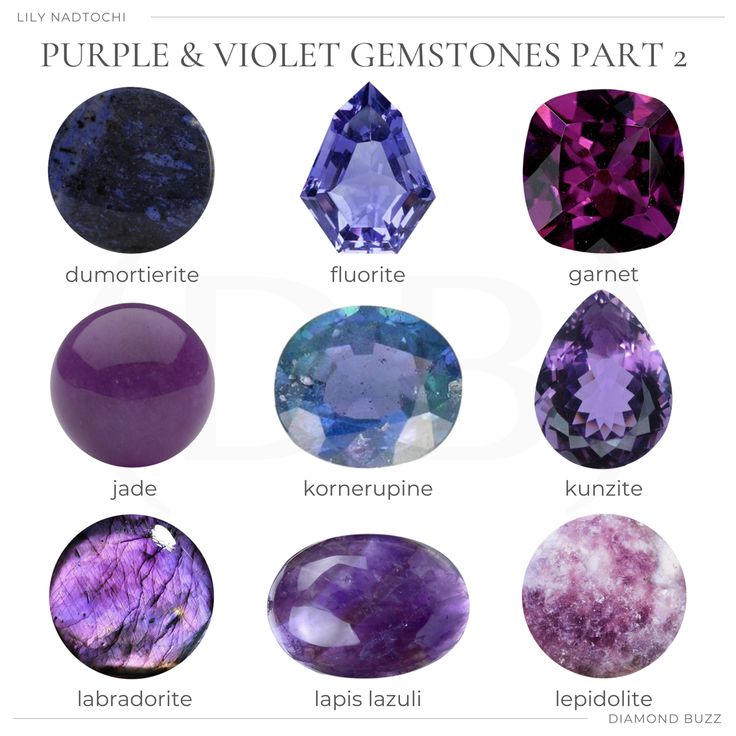 LILY NADTOCHI
PURPLE & VIOLET GEMSTONES PART 2
dumortierite
fluorite
garnet
jade
kornerupine
kunzite
labradorite
lapis lazuli
lepidolite
DIAMOND BUZZ